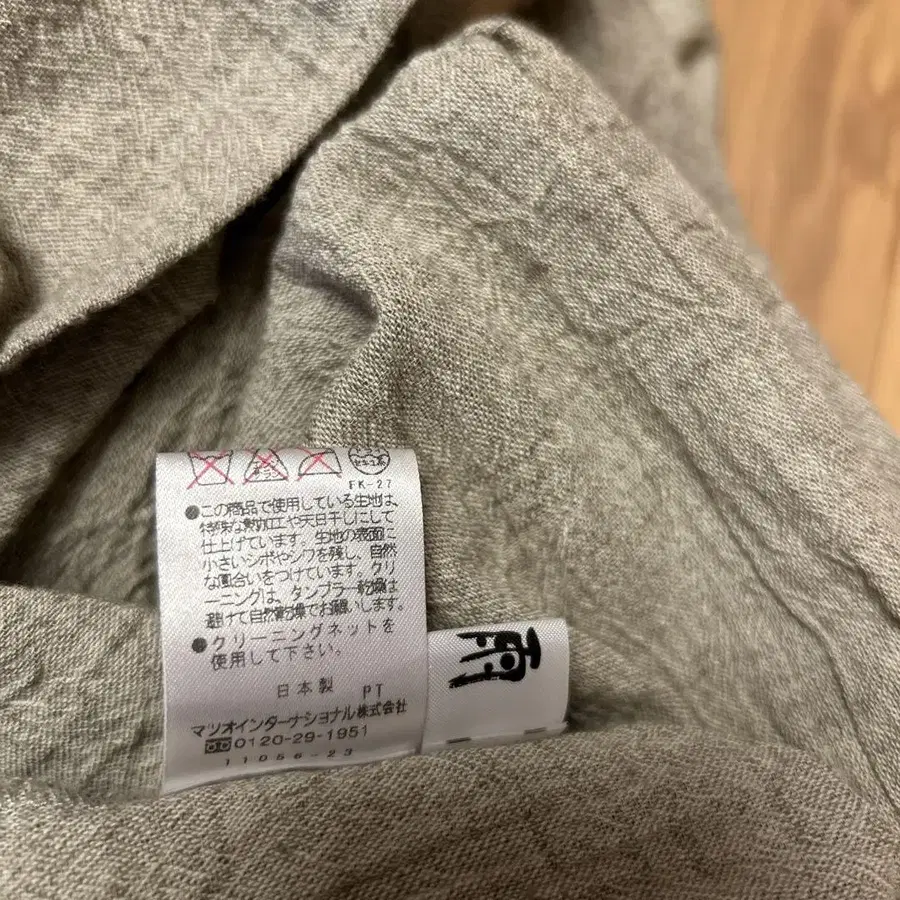 FK-27
●この商品で使用している生地は、
特殊な熱加工や天日干しにして
仕上げています。生地の表面に
小さいシボやシワを残し、自然
な風合いをつけています。クリ
ーニングは、タンブラー乾燥は
避けて自然乾燥でお願いします。
●クリーニングネットを
使用して下さい。
日本製 PT
マツオインターナショナル株式会社
0120-29-1951
11056-23